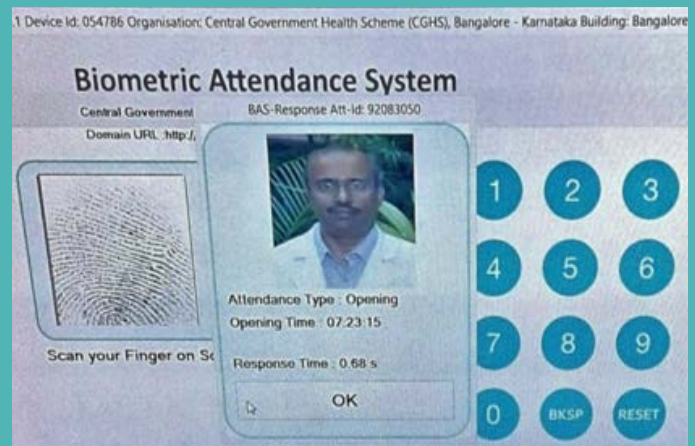 .1 Device Id: 054786 Organisation: Central Government Health Scheme (CGHS), Bangalore - Karnataka Building: Bangalore
Biometric Attendance System
Central Government
BAS-Response Att-Id: 92083050
Domain URL :http:/,
Attendance Type : Opening
Opening Time : 07:23:15
Scan your Finger on Sc
Response Time : 0.68 s
OK
1 2 3
4 5 6
7 8 9
0 BKSP RESET